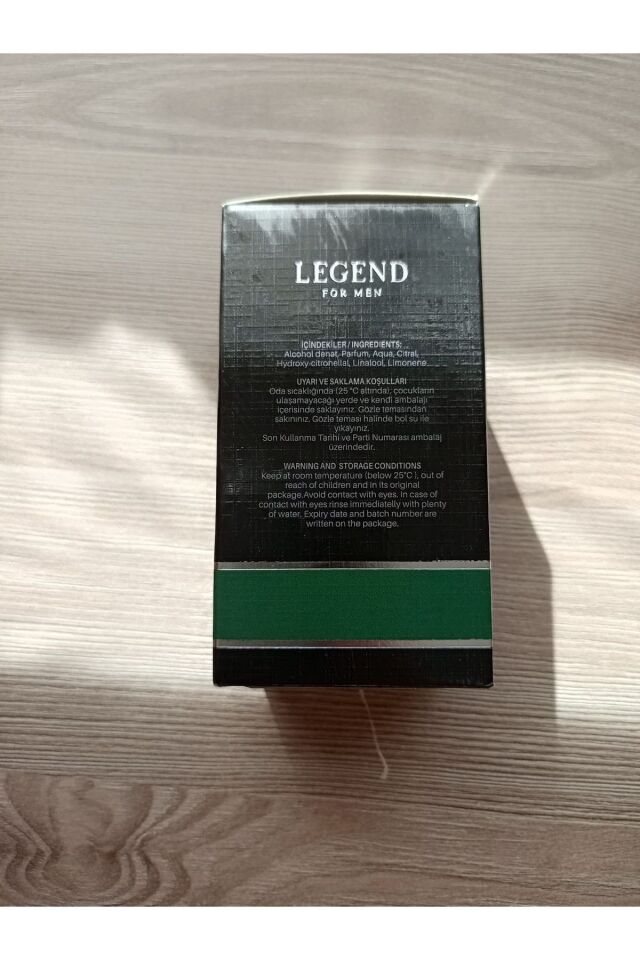 LEGEND
FOR MEN
İÇİNDEKİLER / INGREDIENTS:
Alcohol denat, Parfum, Aqua, Citral,
Hydroxy-citronellal, Linalool, Limonene.
UYARI VE SAKLAMA KOŞULLARI
Oda sıcaklığında (25 °C altında), çocukların
ulaşamayacağı yerde ve kendi ambalajı
içerisinde saklayınız. Gözle temasından
sakınınız. Gözle teması halinde bol su ile
yıkayınız.
Son Kullanma Tarihi ve Parti Numarası ambalaj
üzerindedir.
WARNING AND STORAGE CONDITIONS
Keep at room temperature (below 25°C ), out of
reach of children and in its original
package.Avoid contact with eyes. In case of
contact with eyes rinse immediatelly with plenty
of water. Expiry date and batch number are
written on the package.